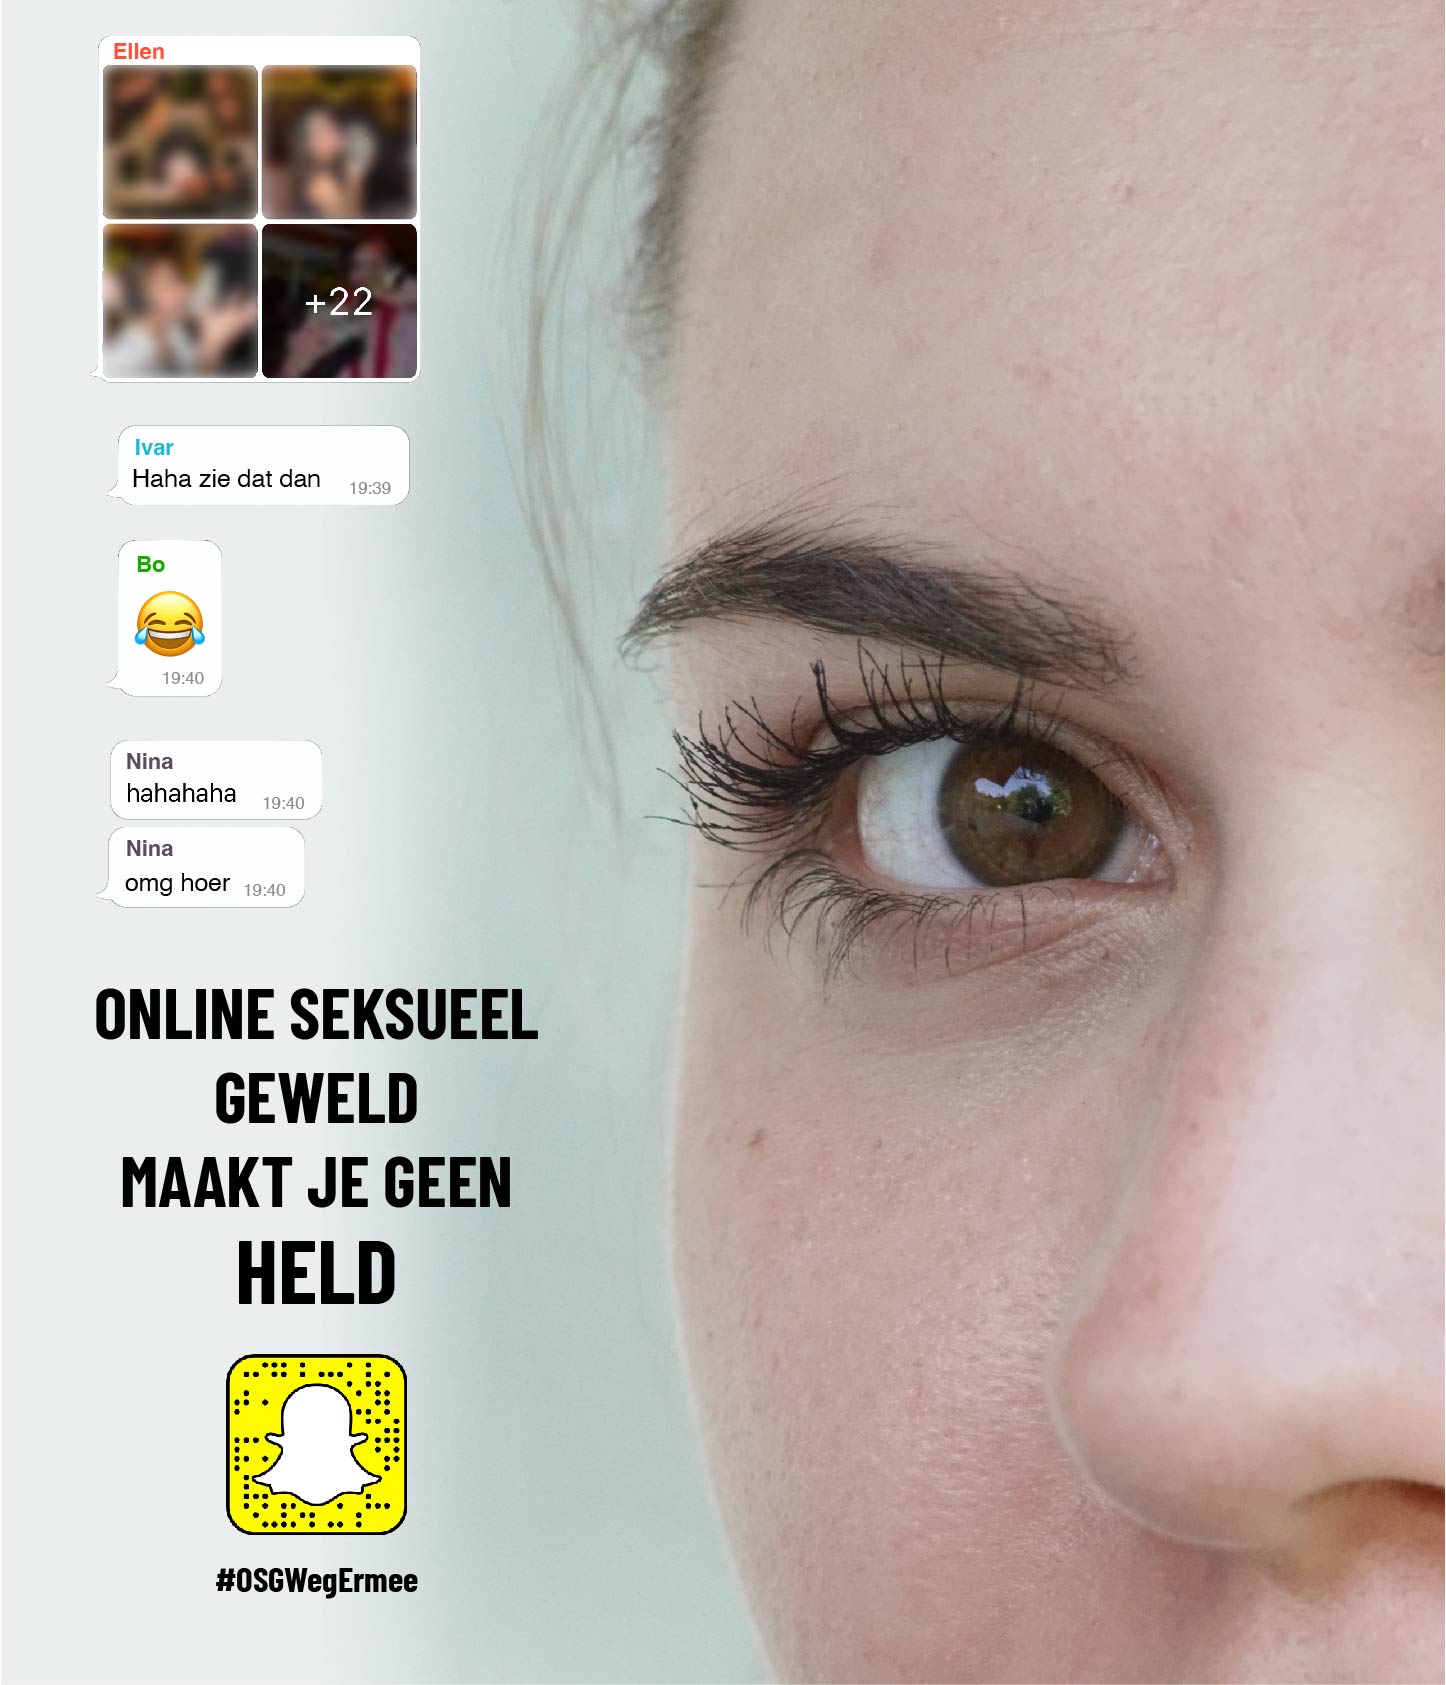 Ellen
+22
Ivar
Haha zie dat dan 19:39
Bo
19:40
Nina
hahahaha 19:40
Nina
omg hoer 19:40
ONLINE SEKSUEEL
GEWELD
MAAKT JE GEEN
HELD
#OSGWegErmee